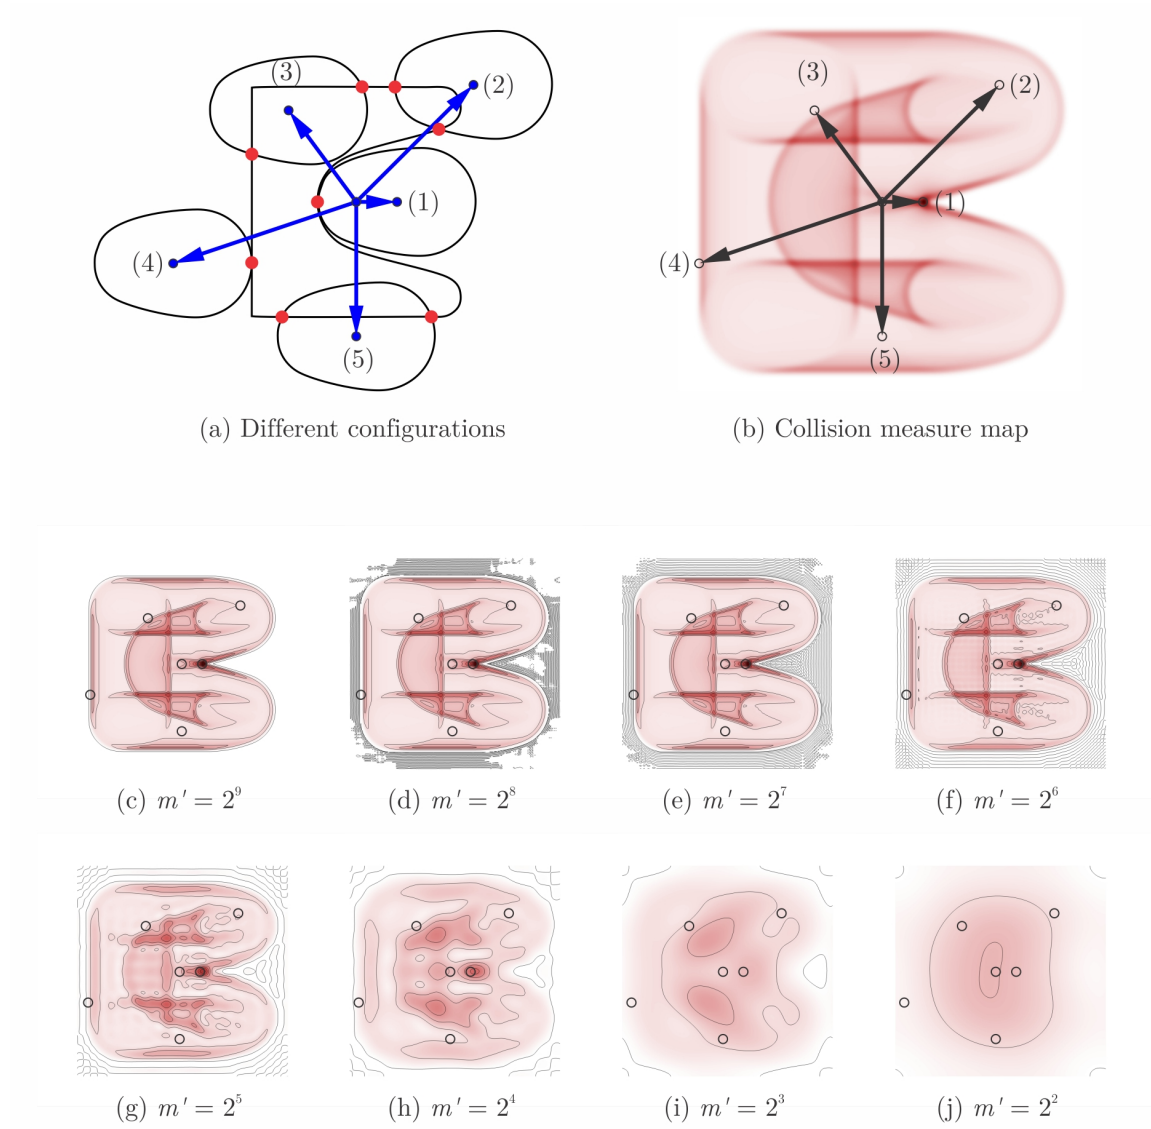 (3)
(2)
(1)
(4)
(5)
(3)
(2)
(1)
(4)
(5)
(a) Different configurations
(b) Collision measure map
(c) m′ = 2⁹
(d) m′ = 2⁸
(e) m′ = 2⁷
(f) m′ = 2⁶
(g) m′ = 2⁵
(h) m′ = 2⁴
(i) m′ = 2³
(j) m′ = 2²